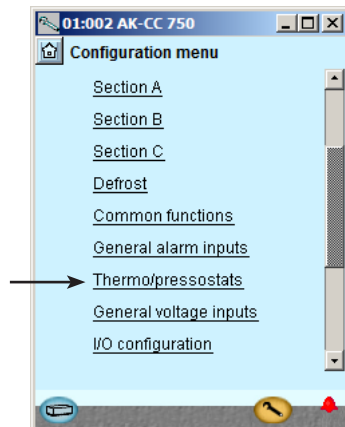 01:002 AK-CC 750
Configuration menu
Section A
Section B
Section C
Defrost
Common functions
General alarm inputs
Thermo/pressostats
General voltage inputs
I/O configuration